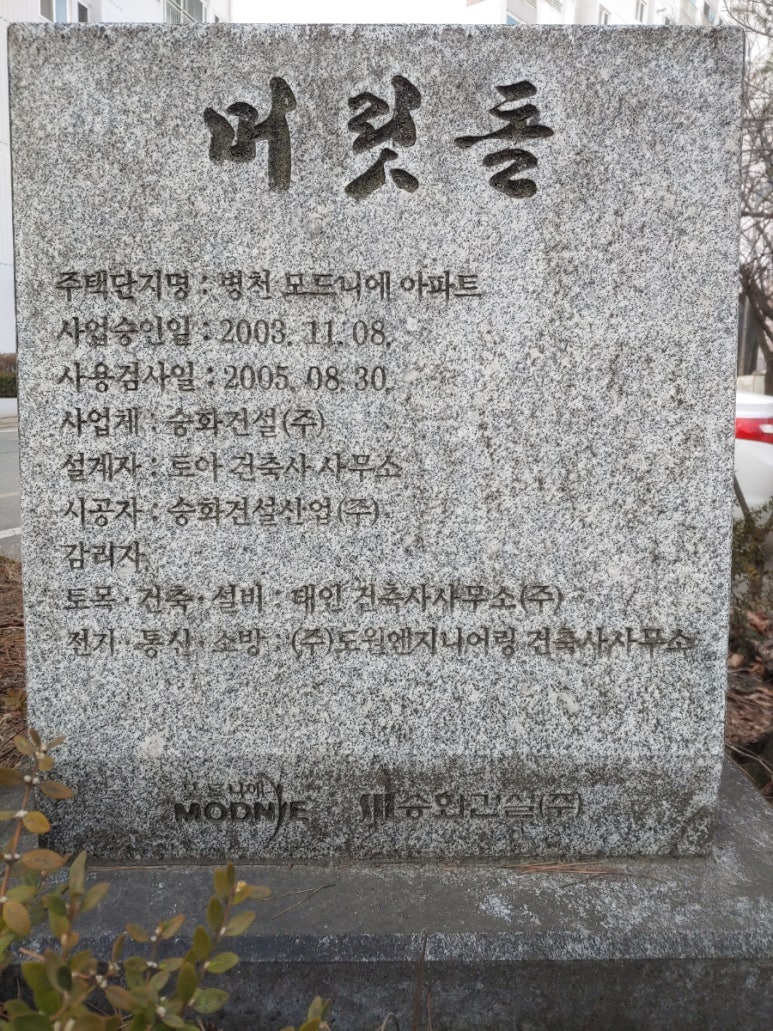 머릿돌
주택단지명 : 병천 모드니에 아파트
사업승인일 : 2003. 11. 08.
사용검사일 : 2005. 08. 30.
사업체 : 승화건설(주)
설계자 : 토아 건축사 사무소
시공자 : 승화건설산업(주)
감리자
토목·건축·설비 : 태인 건축사사무소(주)
전기·통신·소방 : (주)도원엔지니어링 건축사사무소
모드니에
MODNIE 승화건설(주)